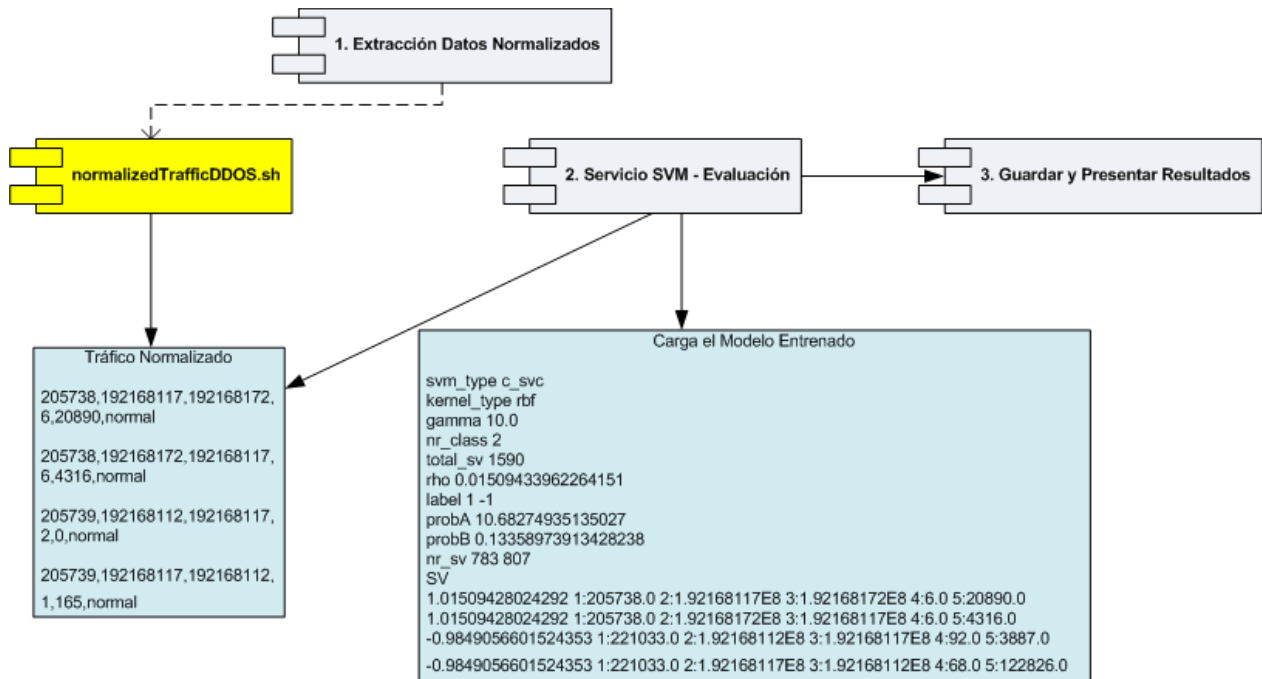 1. Extracción Datos Normalizados
normalizedTrafficDDOS.sh
2. Servicio SVM - Evaluación
3. Guardar y Presentar Resultados
Tráfico Normalizado
205738,192168117,192168172,
6,20890,normal
205738,192168172,192168117,
6,4316,normal
205739,192168112,192168117,
2,0,normal
205739,192168117,192168112,
1,165,normal
Carga el Modelo Entrenado
svm_type c_svc
kernel_type rbf
gamma 10.0
nr_class 2
total_sv 1590
rho 0.01509433962264151
label 1 -1
probA 10.68274935135027
probB 0.13358973913428238
nr_sv 783 807
SV
1.01509428024292 1:205738.0 2:1.92168117E8 3:1.92168172E8 4:6.0 5:20890.0
1.01509428024292 1:205738.0 2:1.92168172E8 3:1.92168117E8 4:6.0 5:4316.0
-0.9849056601524353 1:221033.0 2:1.92168112E8 3:1.92168117E8 4:92.0 5:3887.0
-0.9849056601524353 1:221033.0 2:1.92168117E8 3:1.92168112E8 4:68.0 5:122826.0